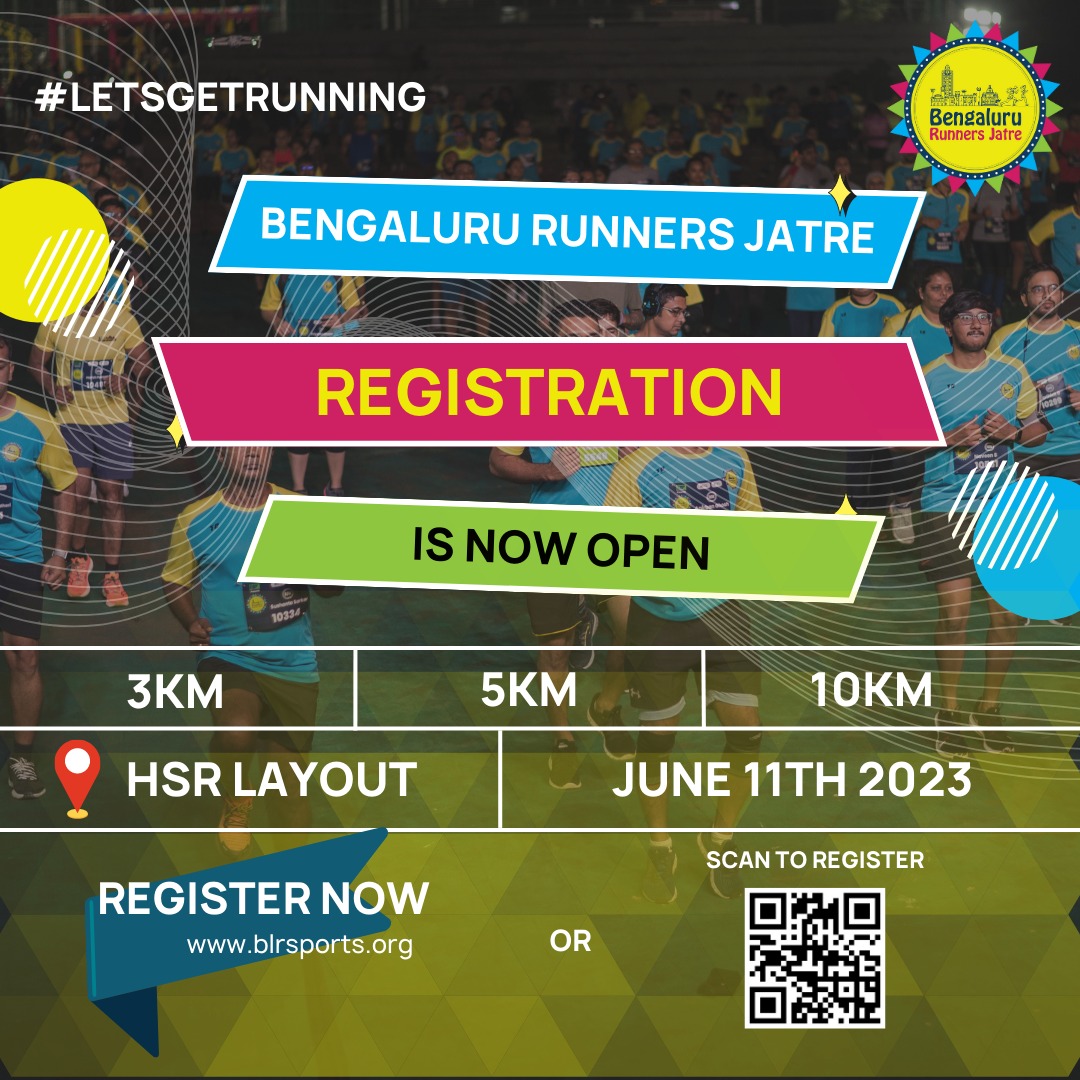 #LETSGETRUNNING
Bengaluru
Runners Jatre
BENGALURU RUNNERS JATRE
REGISTRATION
IS NOW OPEN
10334
3KM
5KM
10KM
HSR LAYOUT
JUNE 11TH 2023
SCAN TO REGISTER
REGISTER NOW
www.blrsports.org
OR